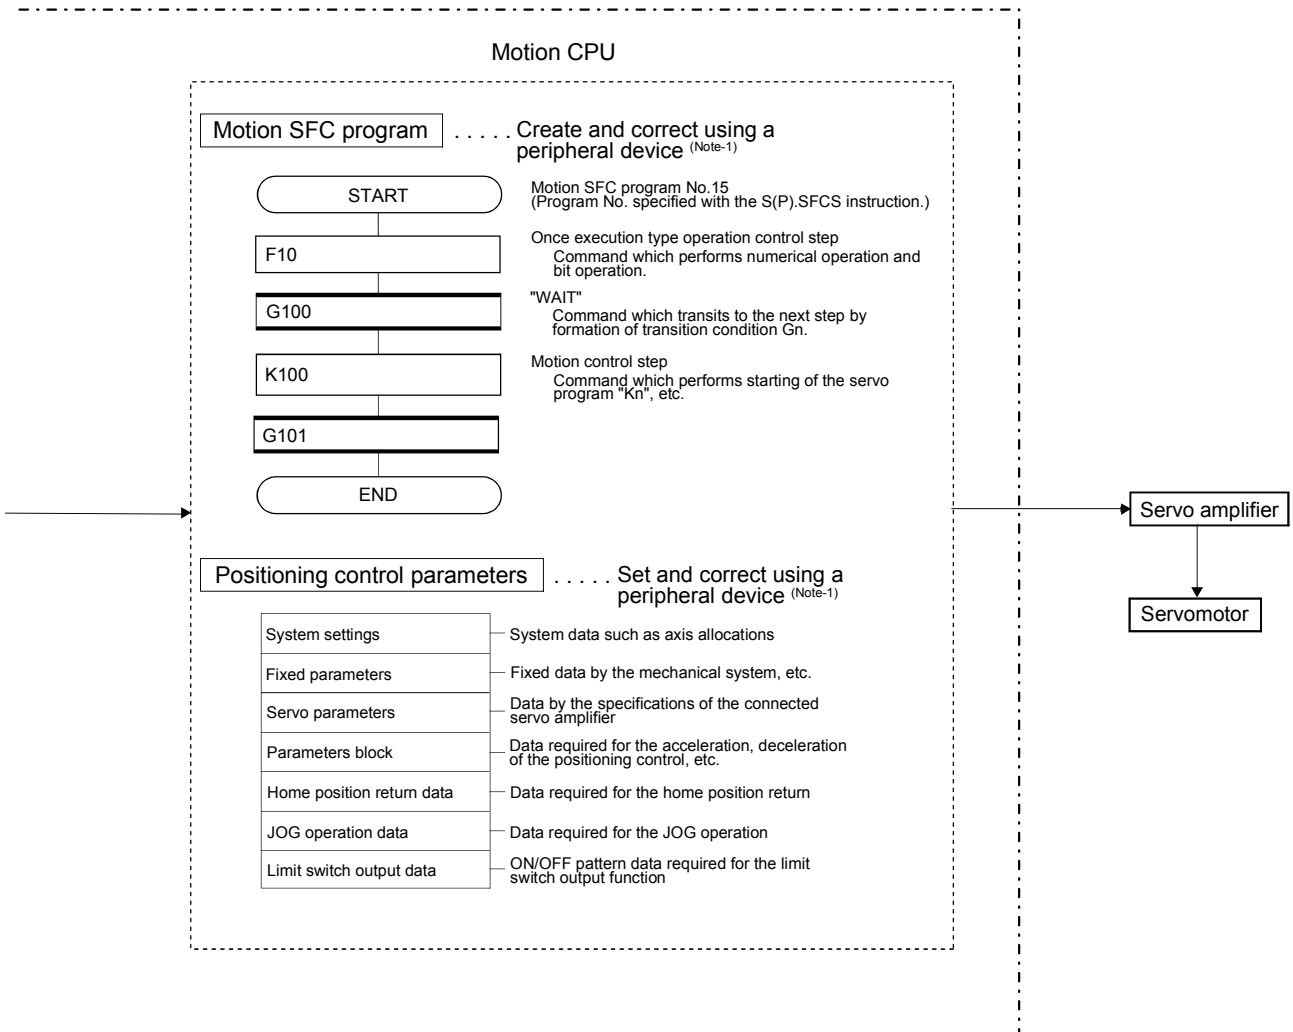 Motion CPU
Motion SFC program . . . . . Create and correct using a
peripheral device (Note-1)
START
Motion SFC program No.15
(Program No. specified with the S(P).SFCS instruction.)
F10
Once execution type operation control step
Command which performs numerical operation and
bit operation.
G100
"WAIT"
Command which transits to the next step by
formation of transition condition Gn.
K100
Motion control step
Command which performs starting of the servo
program "Kn", etc.
G101
END
Servo amplifier
Servomotor
Positioning control parameters . . . . . Set and correct using a
peripheral device (Note-1)
System settings
System data such as axis allocations
Fixed parameters
Fixed data by the mechanical system, etc.
Servo parameters
Data by the specifications of the connected
servo amplifier
Parameters block
Data required for the acceleration, deceleration
of the positioning control, etc.
Home position return data
Data required for the home position return
JOG operation data
Data required for the JOG operation
Limit switch output data
ON/OFF pattern data required for the limit
switch output function